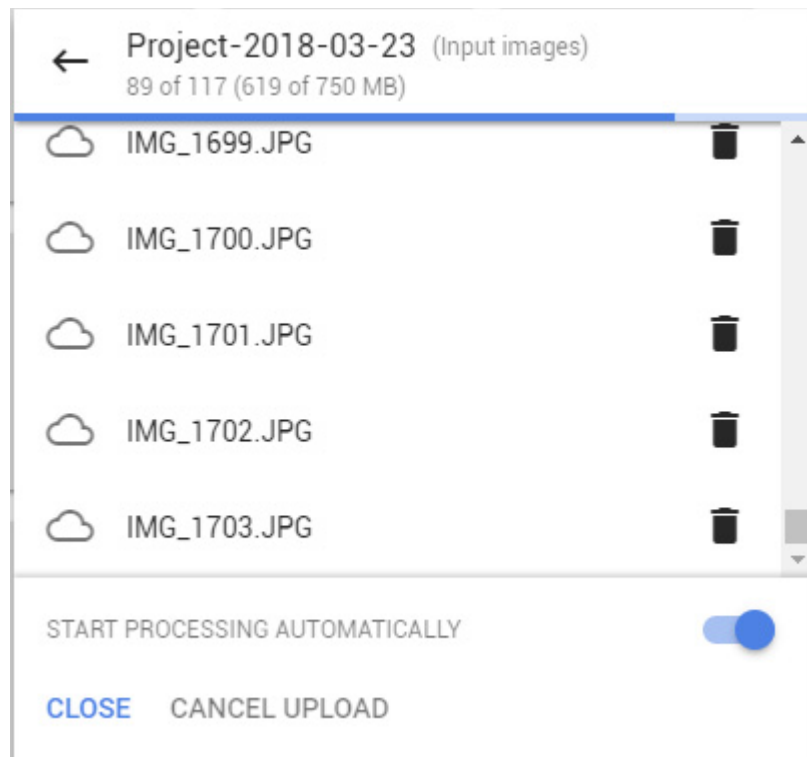 Project-2018-03-23 (Input images)
89 of 117 (619 of 750 MB)
IMG_1699.JPG
IMG_1700.JPG
IMG_1701.JPG
IMG_1702.JPG
IMG_1703.JPG
START PROCESSING AUTOMATICALLY
CLOSE CANCEL UPLOAD